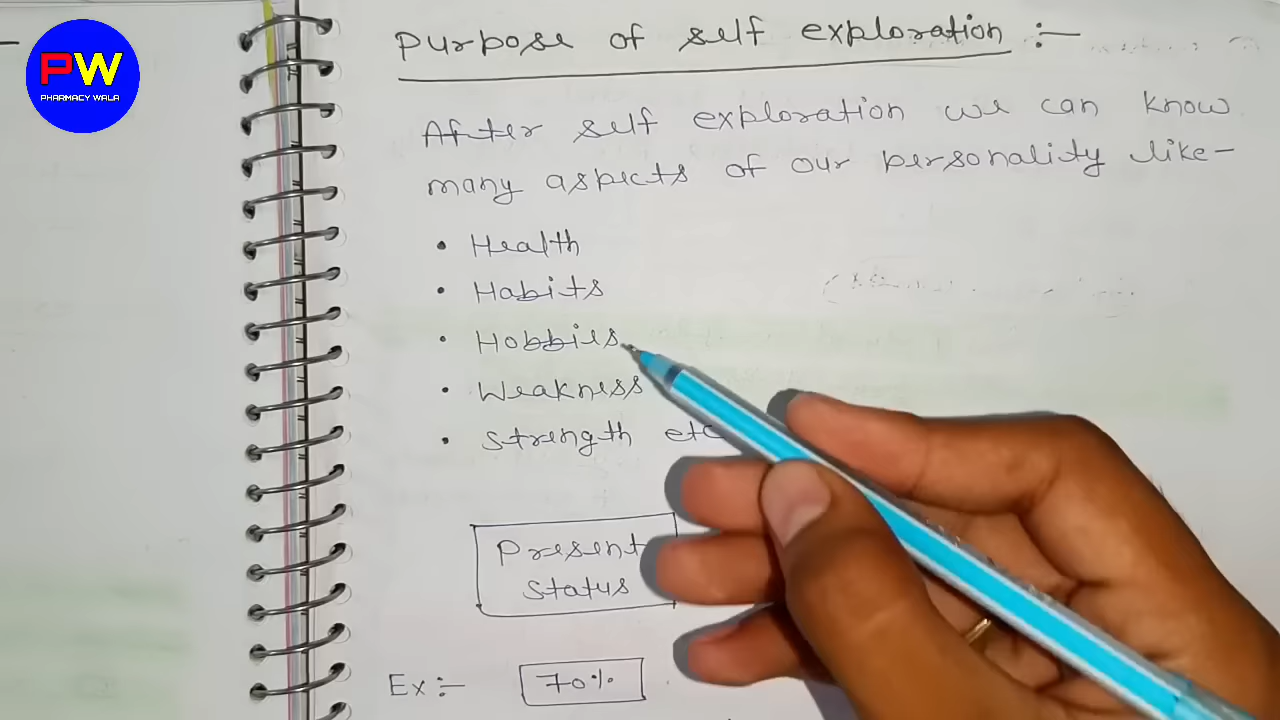 PW
PHARMACY WALA
Purpose of self exploration :-
After self exploration we can know
many aspects of our personality like-
• Health
• Habits
• Hobbies
• Weakness
• Strength etc
Present
Status
Ex :- 70%